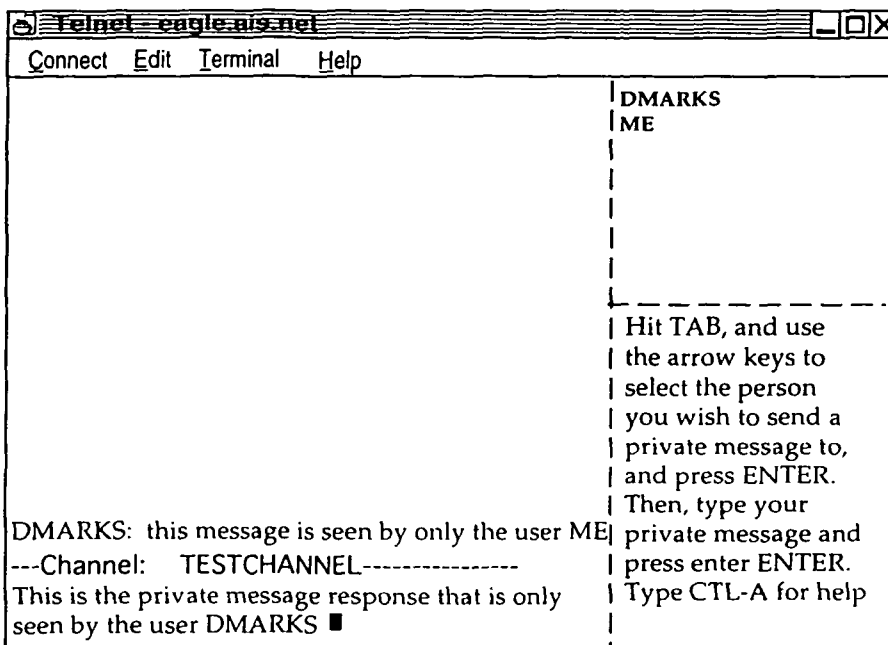 Telnet - eagle.ais.net
Connect Edit Terminal Help
DMARKS
ME
Hit TAB, and use
the arrow keys to
select the person
you wish to send a
private message to,
and press ENTER.
Then, type your
private message and
press enter ENTER.
Type CTL-A for help
DMARKS: this message is seen by only the user ME
---Channel: TESTCHANNEL----------------
This is the private message response that is only
seen by the user DMARKS